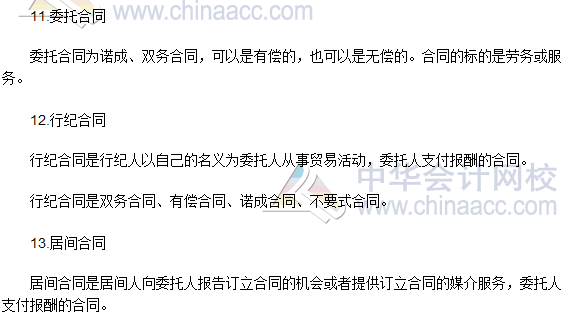 www.chinaacc.com
11.委托合同
委托合同为诺成、双务合同，可以是有偿的，也可以是无偿的。合同的标的是劳务或服
务。
12.行纪合同
行纪合同是行纪人以自己的名义为委托人从事贸易活动，委托人支付报酬的合同。
中华会计网校
行纪合同是双务合同、有偿合同、诺成合同、不要式合同。
www.chinaacc.com
13.居间合同
居间合同是居间人向委托人报告订立合同的机会或者提供订立合同的媒介服务，委托人
支付报酬的合同。